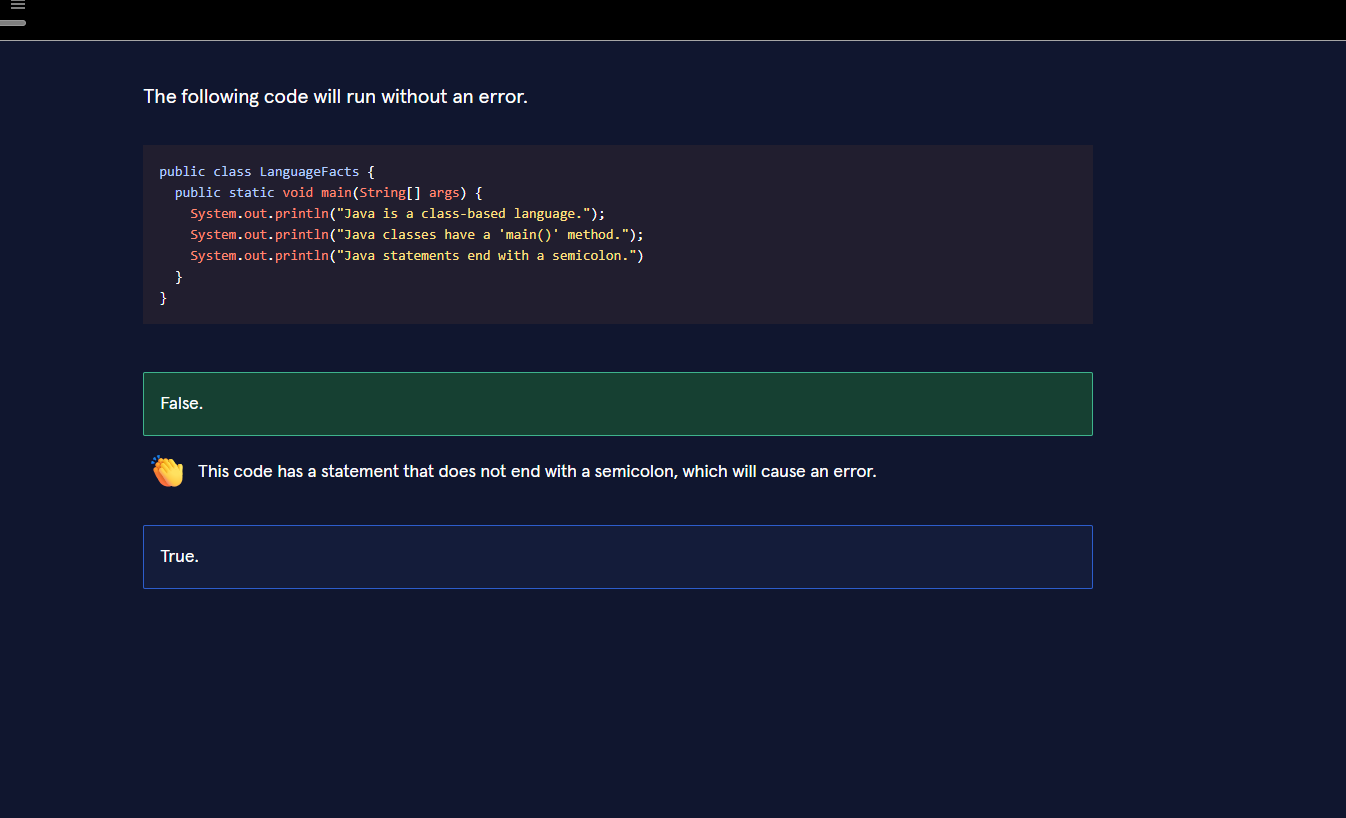 The following code will run without an error.
public class LanguageFacts {
  public static void main(String[] args) {
    System.out.println("Java is a class-based language.");
    System.out.println("Java classes have a 'main()' method.");
    System.out.println("Java statements end with a semicolon.")
  }
}
False.
This code has a statement that does not end with a semicolon, which will cause an error.
True.